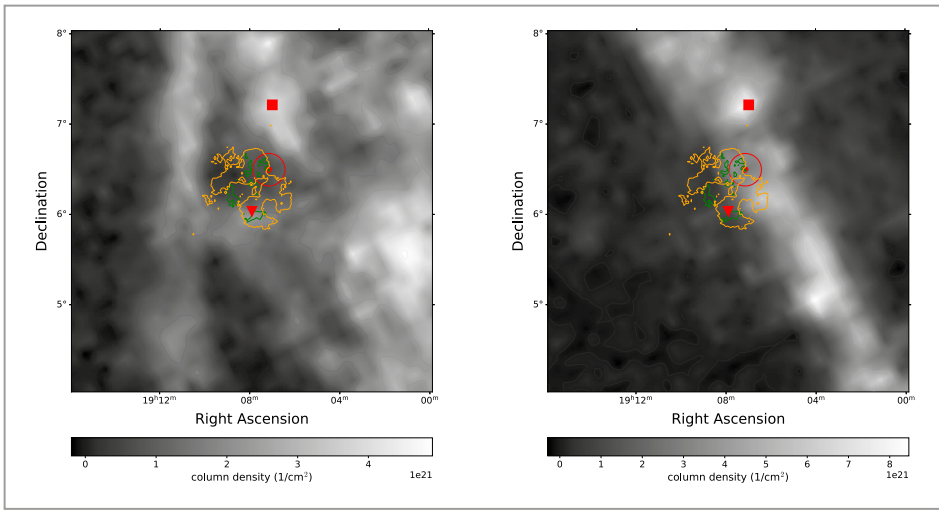 8°
7°
6°
5°
Declination
19ʰ12ᵐ 08ᵐ 04ᵐ 00ᵐ
Right Ascension
0 1 2 3 4
column density (1/cm²) 1e21
8°
7°
6°
5°
Declination
19ʰ12ᵐ 08ᵐ 04ᵐ 00ᵐ
Right Ascension
0 1 2 3 4 5 6 7 8
column density (1/cm²) 1e21